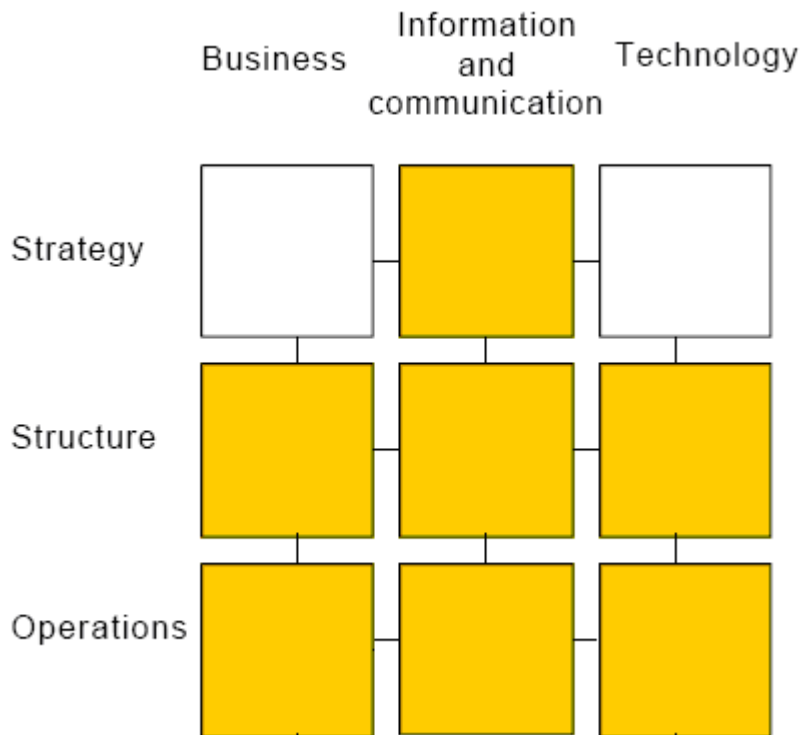 Business
Information
and
communication
Technology
Strategy
Structure
Operations